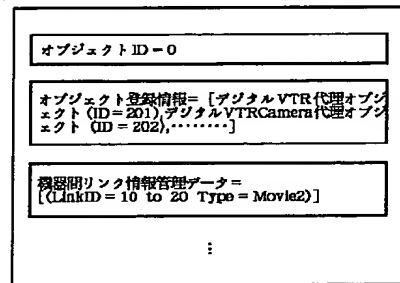 オブジェクトID=0
オブジェクト登録情報=［デジタルVTR代理オブジ
ェクト（ID=201),デジタルVTRCamera代理オブジ
ェクト（ID = 202),………］
機器間リンク情報管理データ=
[(LinkID = 10 to 20 Type = Movie2)]
⋮